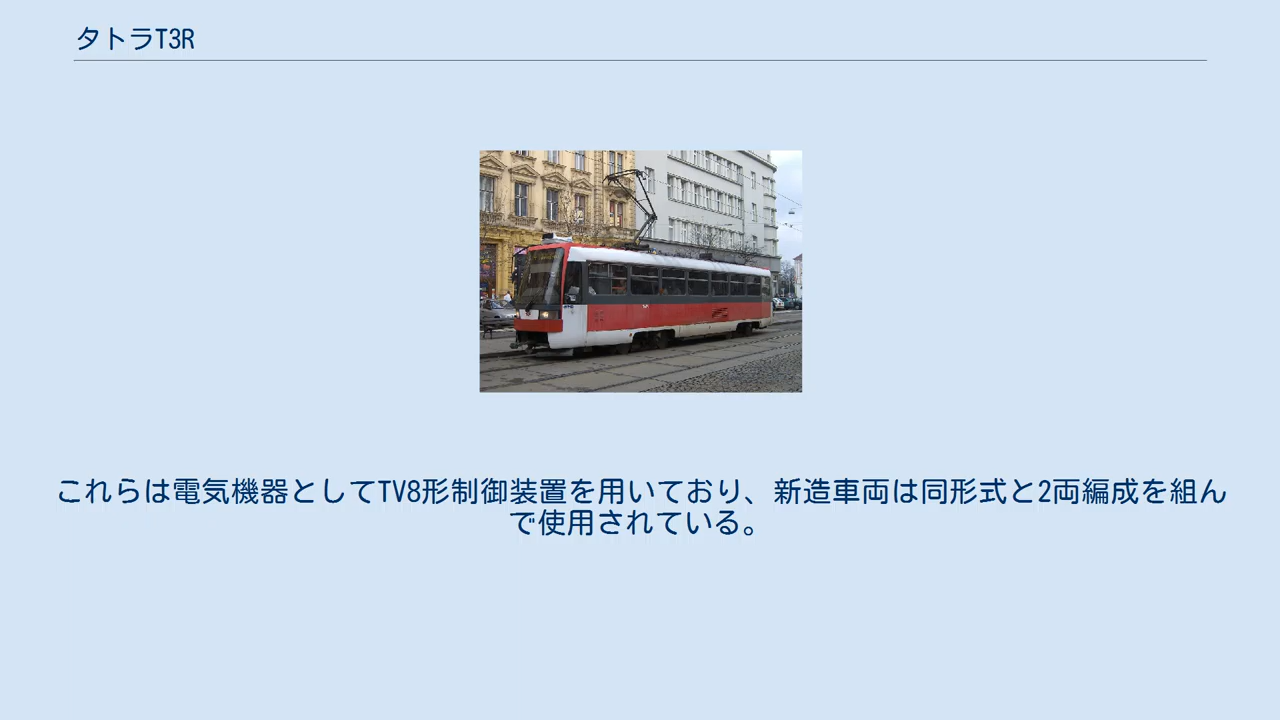 タトラT3R
これらは電気機器としてTV8形制御装置を用いており、新造車両は同形式と2両編成を組ん
で使用されている。